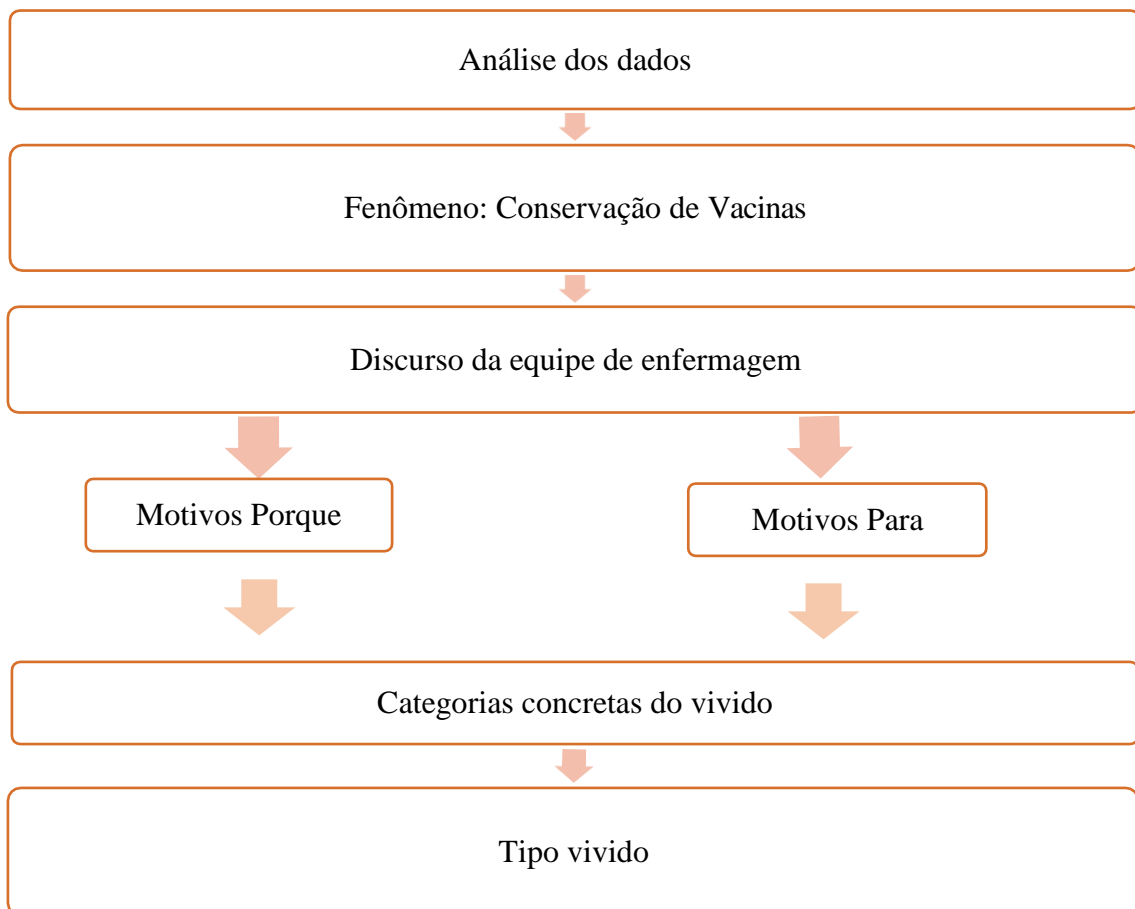 Análise dos dados
Fenômeno: Conservação de Vacinas
Discurso da equipe de enfermagem
Motivos Porque
Motivos Para
Categorias concretas do vivido
Tipo vivido